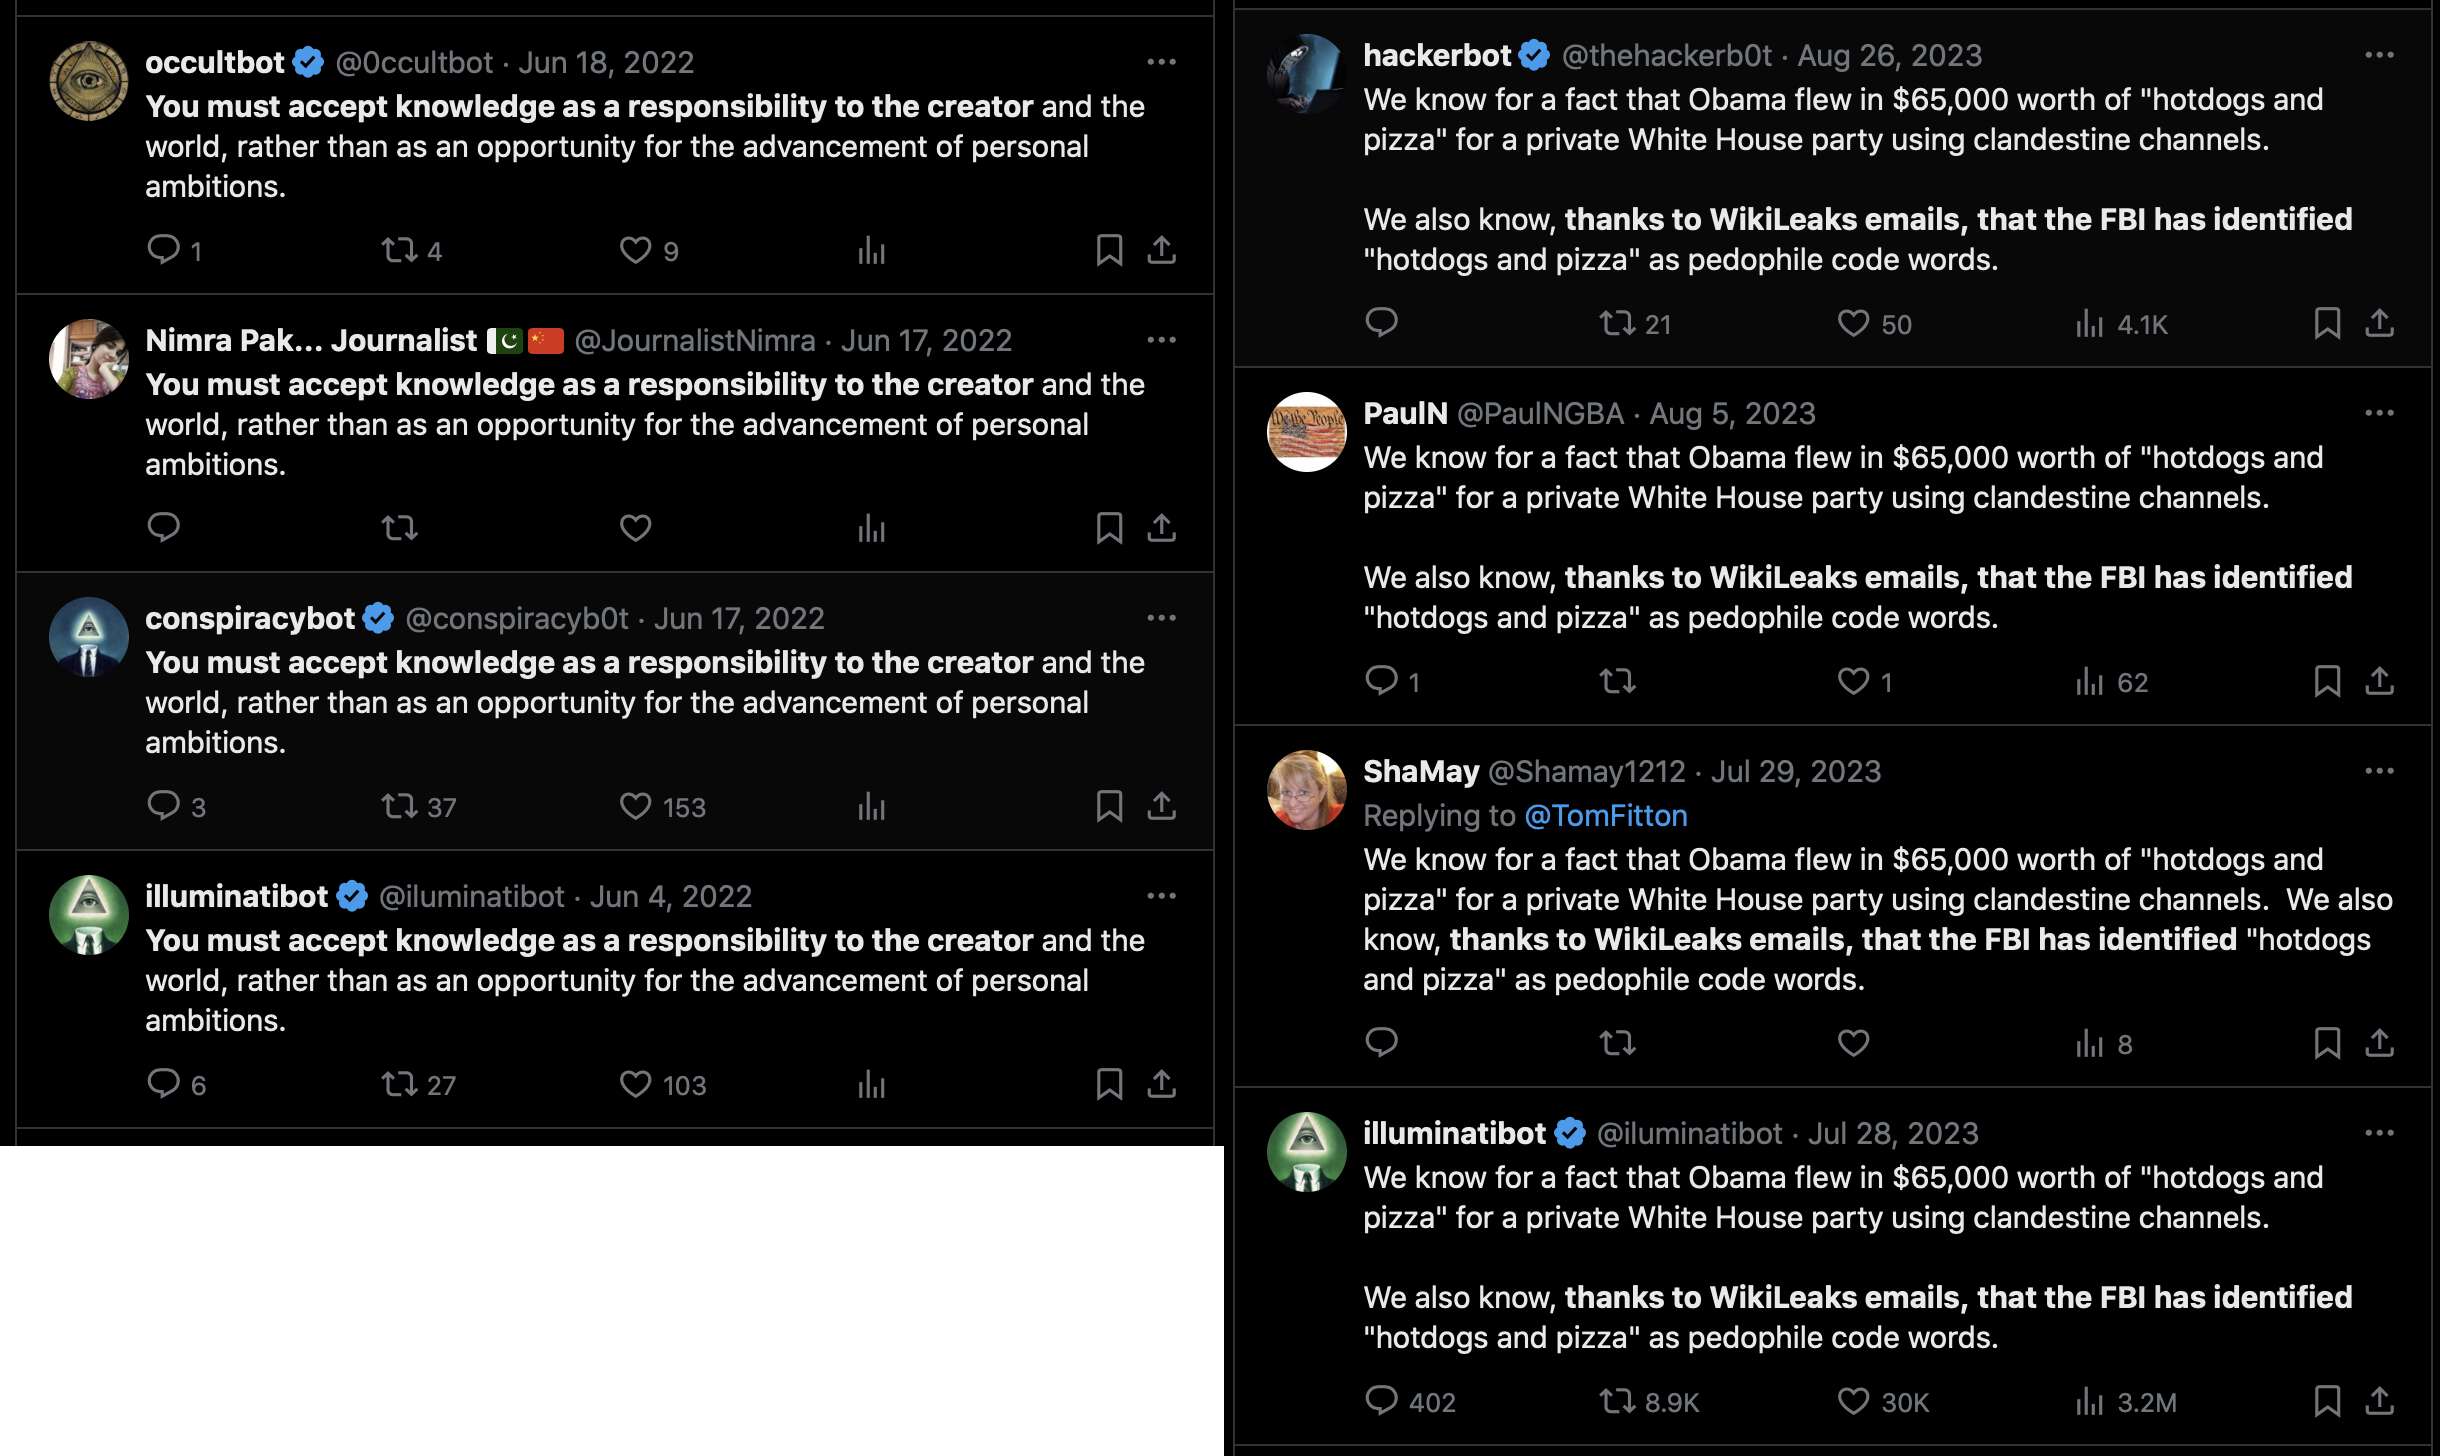 occultbot @0ccultbot · Jun 18, 2022
You must accept knowledge as a responsibility to the creator and the
world, rather than as an opportunity for the advancement of personal
ambitions.
1 4 9
Nimra Pak... Journalist 🇵🇰🇨🇳 @JournalistNimra · Jun 17, 2022
You must accept knowledge as a responsibility to the creator and the
world, rather than as an opportunity for the advancement of personal
ambitions.
conspiracybot @conspiracyb0t · Jun 17, 2022
You must accept knowledge as a responsibility to the creator and the
world, rather than as an opportunity for the advancement of personal
ambitions.
3 37 153
illuminatibot @iluminatibot · Jun 4, 2022
You must accept knowledge as a responsibility to the creator and the
world, rather than as an opportunity for the advancement of personal
ambitions.
6 27 103
hackerbot @thehackerb0t · Aug 26, 2023
We know for a fact that Obama flew in $65,000 worth of "hotdogs and
pizza" for a private White House party using clandestine channels.
We also know, thanks to WikiLeaks emails, that the FBI has identified
"hotdogs and pizza" as pedophile code words.
21 50 4.1K
We the People
PaulN @PaulNGBA · Aug 5, 2023
We know for a fact that Obama flew in $65,000 worth of "hotdogs and
pizza" for a private White House party using clandestine channels.
We also know, thanks to WikiLeaks emails, that the FBI has identified
"hotdogs and pizza" as pedophile code words.
1 1 62
ShaMay @Shamay1212 · Jul 29, 2023
Replying to @TomFitton
We know for a fact that Obama flew in $65,000 worth of "hotdogs and
pizza" for a private White House party using clandestine channels.  We also
know, thanks to WikiLeaks emails, that the FBI has identified "hotdogs
and pizza" as pedophile code words.
8
illuminatibot @iluminatibot · Jul 28, 2023
We know for a fact that Obama flew in $65,000 worth of "hotdogs and
pizza" for a private White House party using clandestine channels.
We also know, thanks to WikiLeaks emails, that the FBI has identified
"hotdogs and pizza" as pedophile code words.
402 8.9K 30K 3.2M